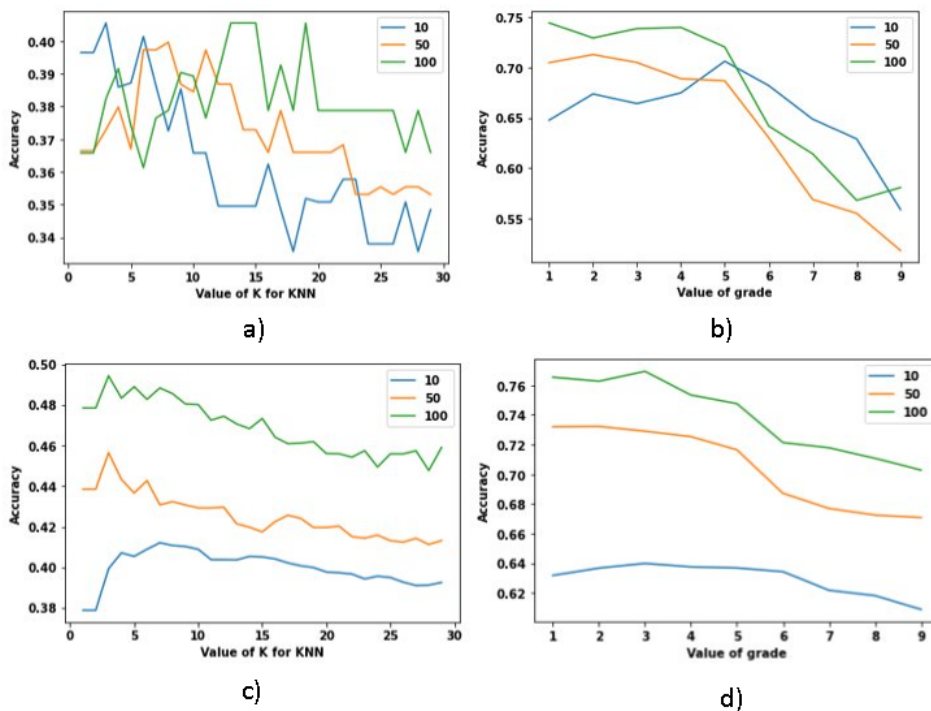 0.40
0.39
0.38
0.37
0.36
0.35
0.34
Accuracy
10
50
100
0 5 10 15 20 25 30
Value of K for KNN
a)
0.75
0.70
0.65
0.60
0.55
Accuracy
10
50
100
1 2 3 4 5 6 7 8 9
Value of grade
b)
0.50
0.48
0.46
0.44
0.42
0.40
0.38
Accuracy
10
50
100
0 5 10 15 20 25 30
Value of K for KNN
c)
0.76
0.74
0.72
0.70
0.68
0.66
0.64
0.62
Accuracy
10
50
100
1 2 3 4 5 6 7 8 9
Value of grade
d)